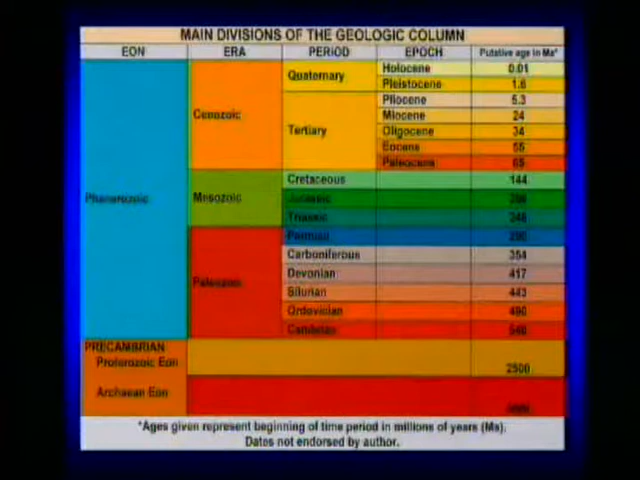 MAIN DIVISIONS OF THE GEOLOGIC COLUMN
EON ERA PERIOD EPOCH Putative age in Ma*
Phanerozoic Cenozoic Quaternary Holocene 0.01
Pleistocene 1.6
Tertiary Pliocene 5.3
Miocene 24
Oligocene 34
Eocene 55
Paleocene 65
Mesozoic Cretaceous 144
Jurassic
Triassic 248
Paleozoic Permian 290
Carboniferous 354
Devonian 417
Silurian 443
Ordovician 490
Cambrian
PRECAMBRIAN
Proterozoic Eon 2500
Archaean Eon
*Ages given represent beginning of time period in millions of years (Ma).
Dates not endorsed by author.